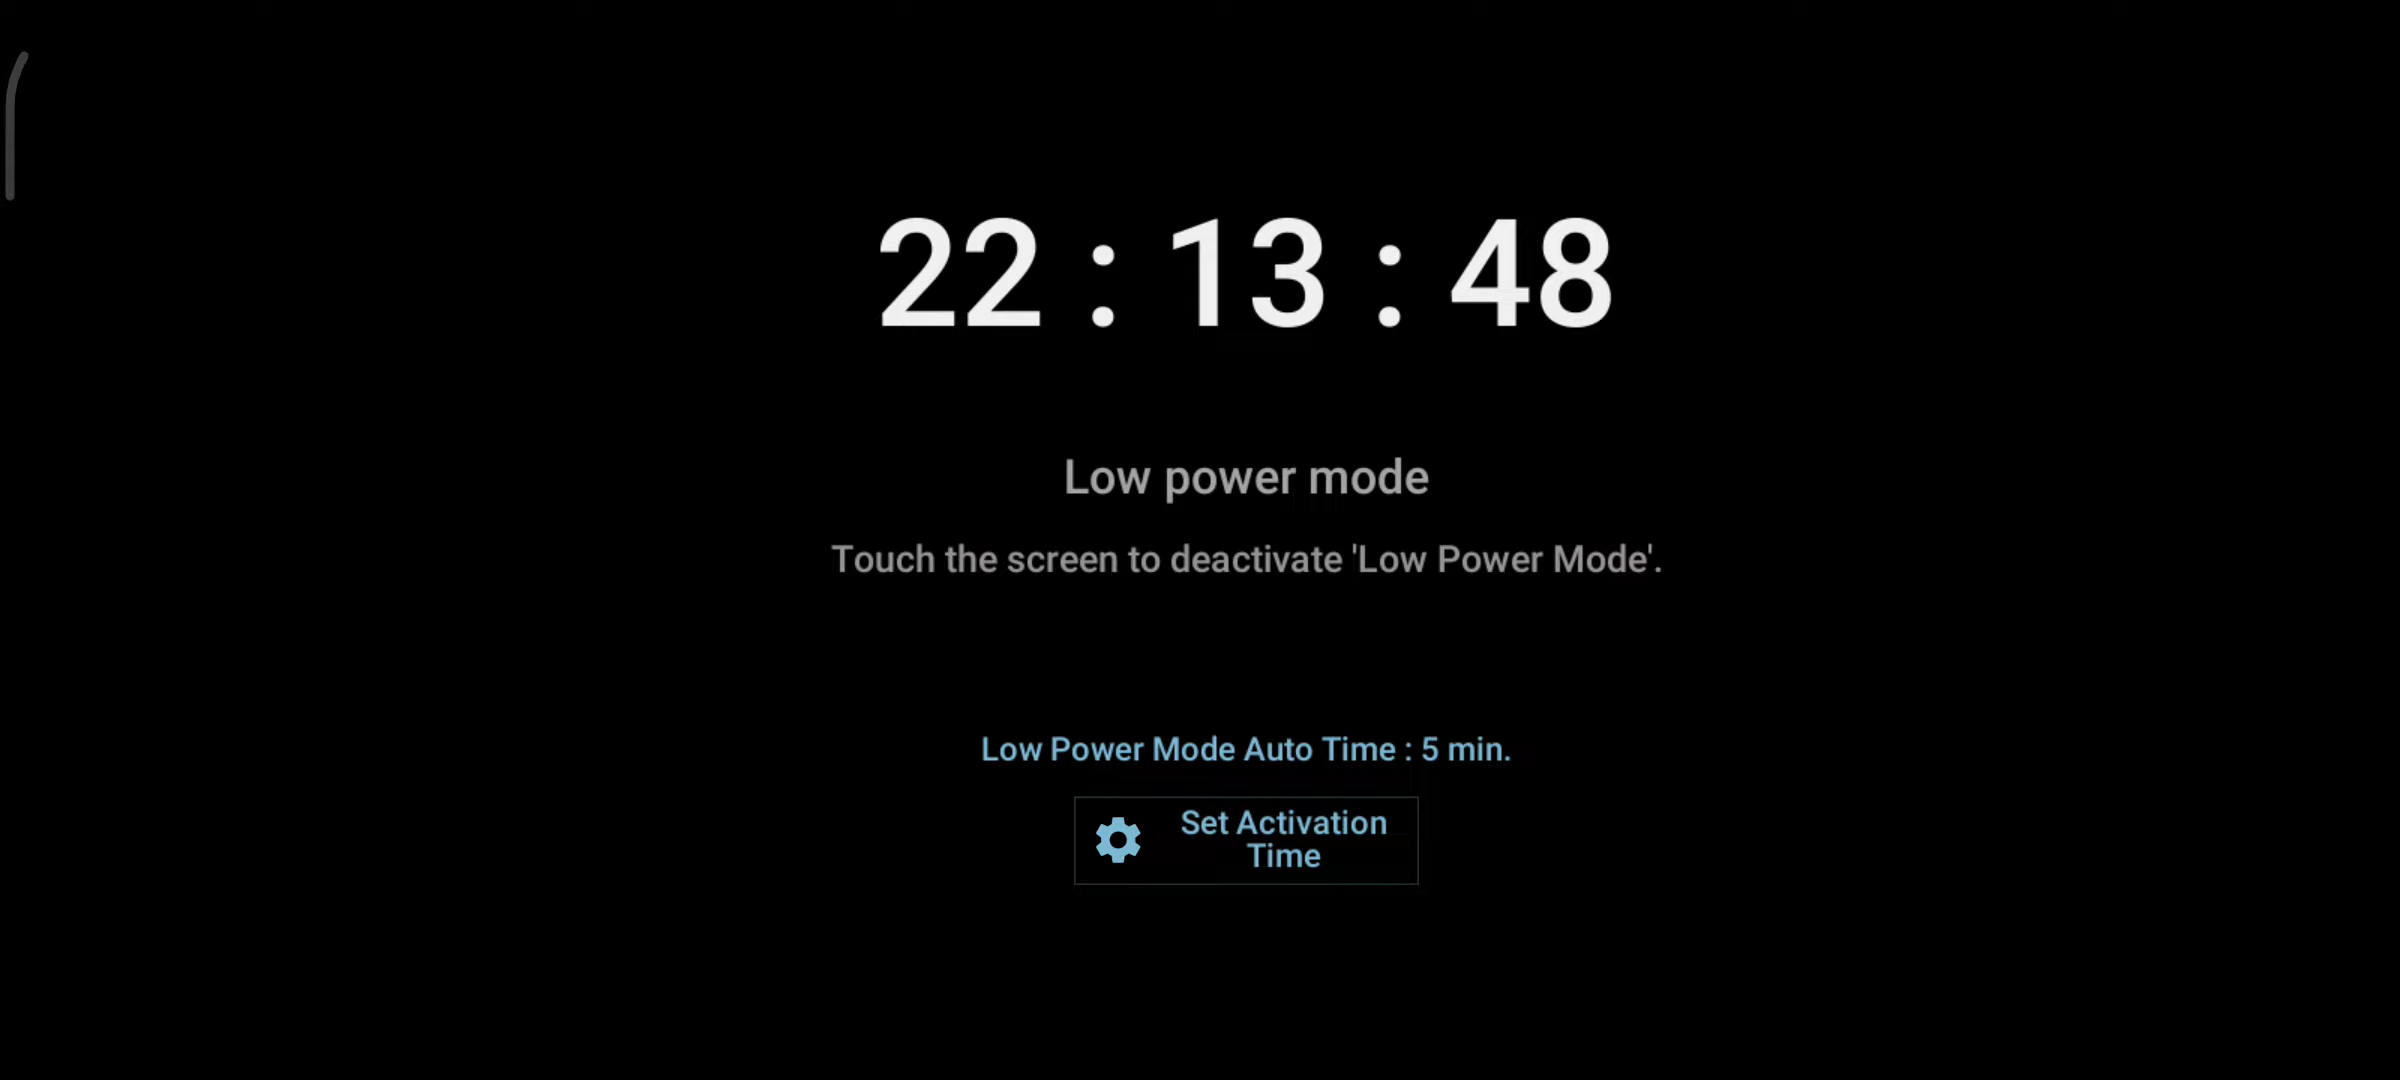 22 : 13 : 48
Low power mode
Touch the screen to deactivate 'Low Power Mode'.
Low Power Mode Auto Time : 5 min.
Set Activation
Time